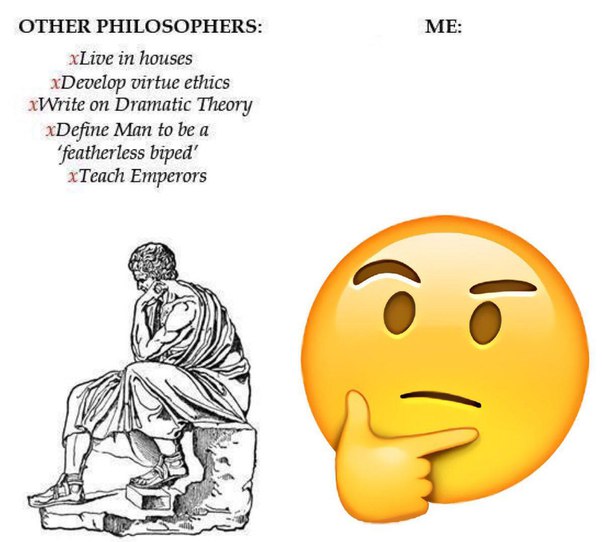 OTHER PHILOSOPHERS:
xLive in houses
xDevelop virtue ethics
xWrite on Dramatic Theory
xDefine Man to be a
‘featherless biped’
xTeach Emperors
ME: